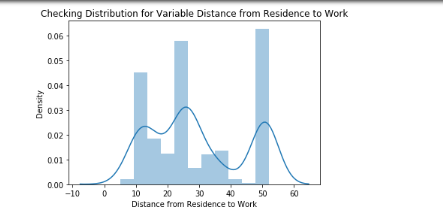 Checking Distribution for Variable Distance from Residence to Work
0.06
0.05
0.04
0.03
0.02
0.01
0.00
Density
−10 0 10 20 30 40 50 60
Distance from Residence to Work